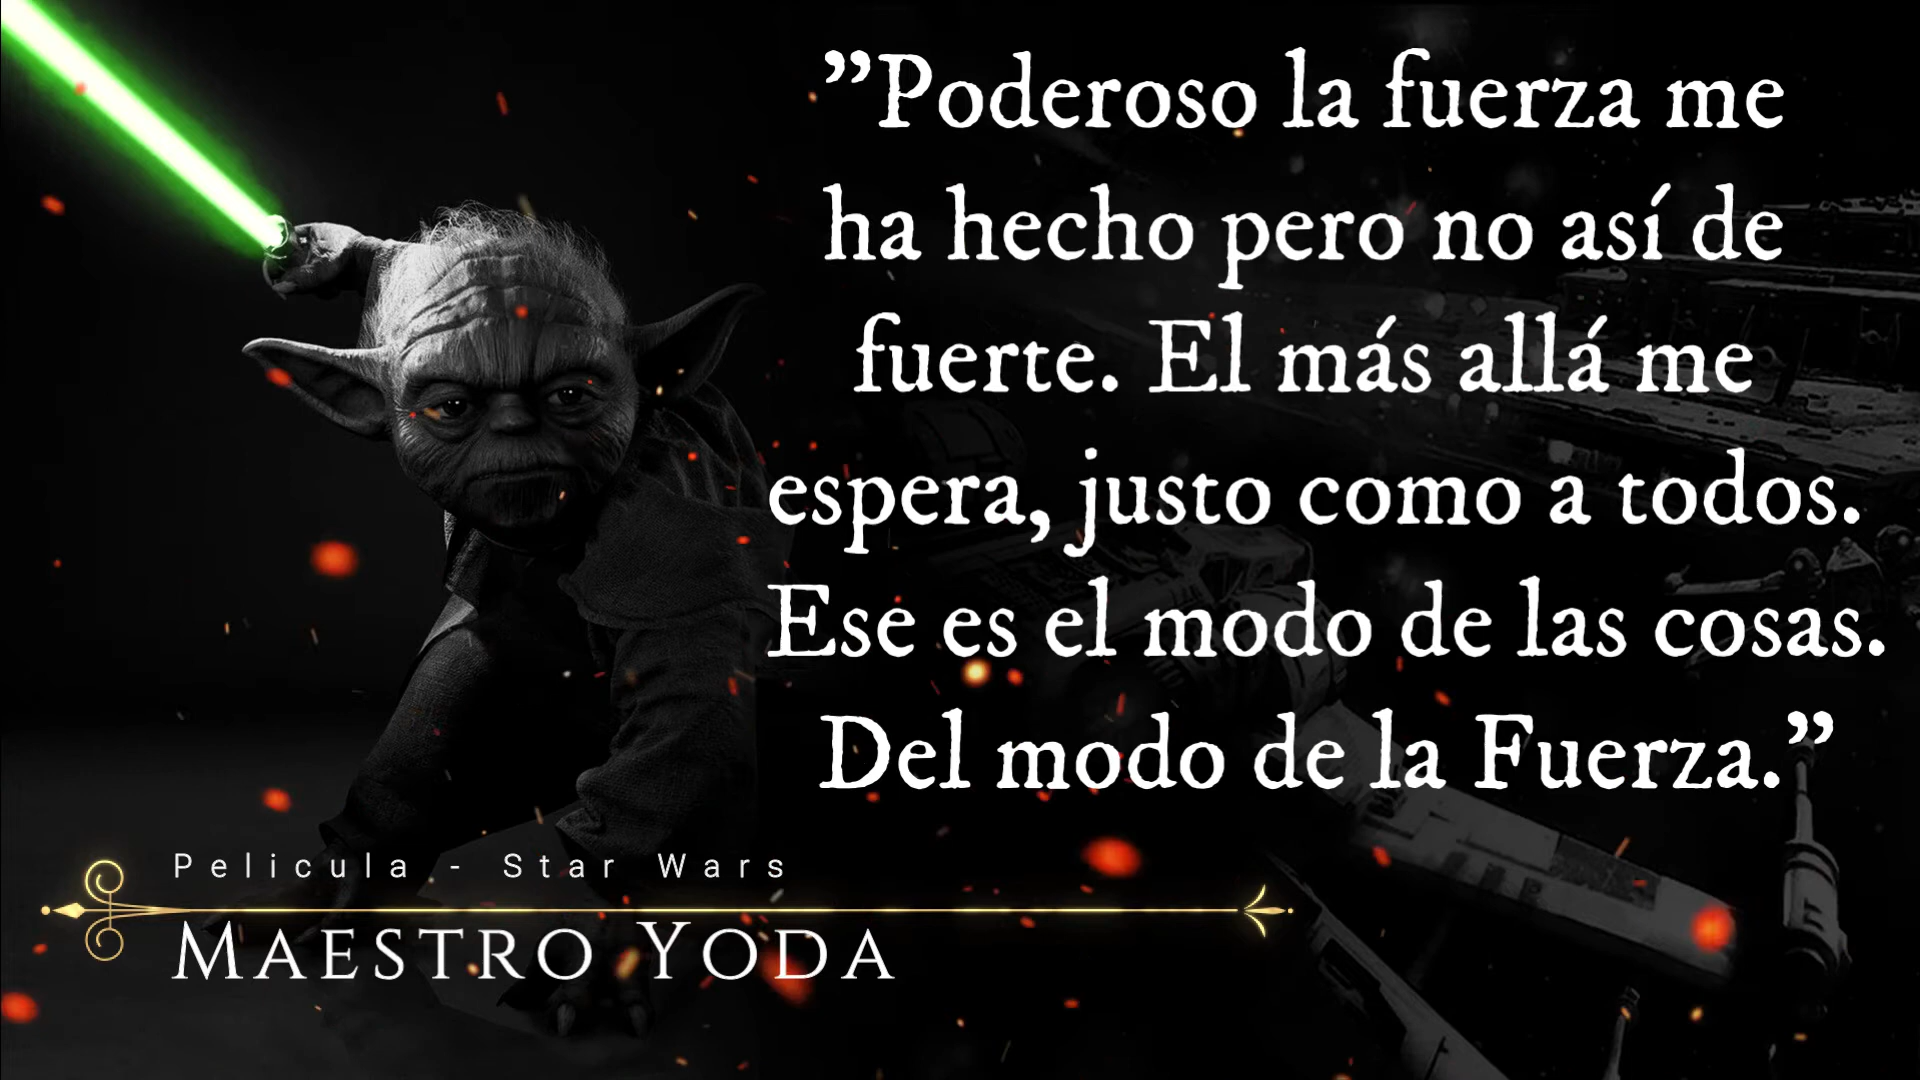 ”Poderoso la fuerza me
ha hecho pero no así de
fuerte. El más allá me
espera, justo como a todos.
Ese es el modo de las cosas.
Del modo de la Fuerza.”
Pelicula - Star Wars
Maestro Yoda